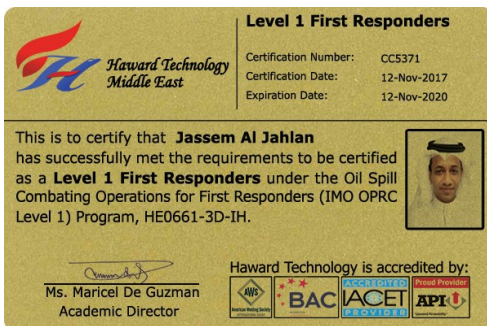 Haward Technology
Middle East
Level 1 First Responders
Certification Number: CC5371
Certification Date: 12-Nov-2017
Expiration Date: 12-Nov-2020
This is to certify that Jassem Al Jahlan
has successfully met the requirements to be certified
as a Level 1 First Responders under the Oil Spill
Combating Operations for First Responders (IMO OPRC
Level 1) Program, HE0661-3D-IH.
Ms. Maricel De Guzman
Academic Director
Haward Technology is accredited by:
AWS
American Welding Society
BAC
ACCREDITED
IACET
PROVIDER
Proud Provider
API